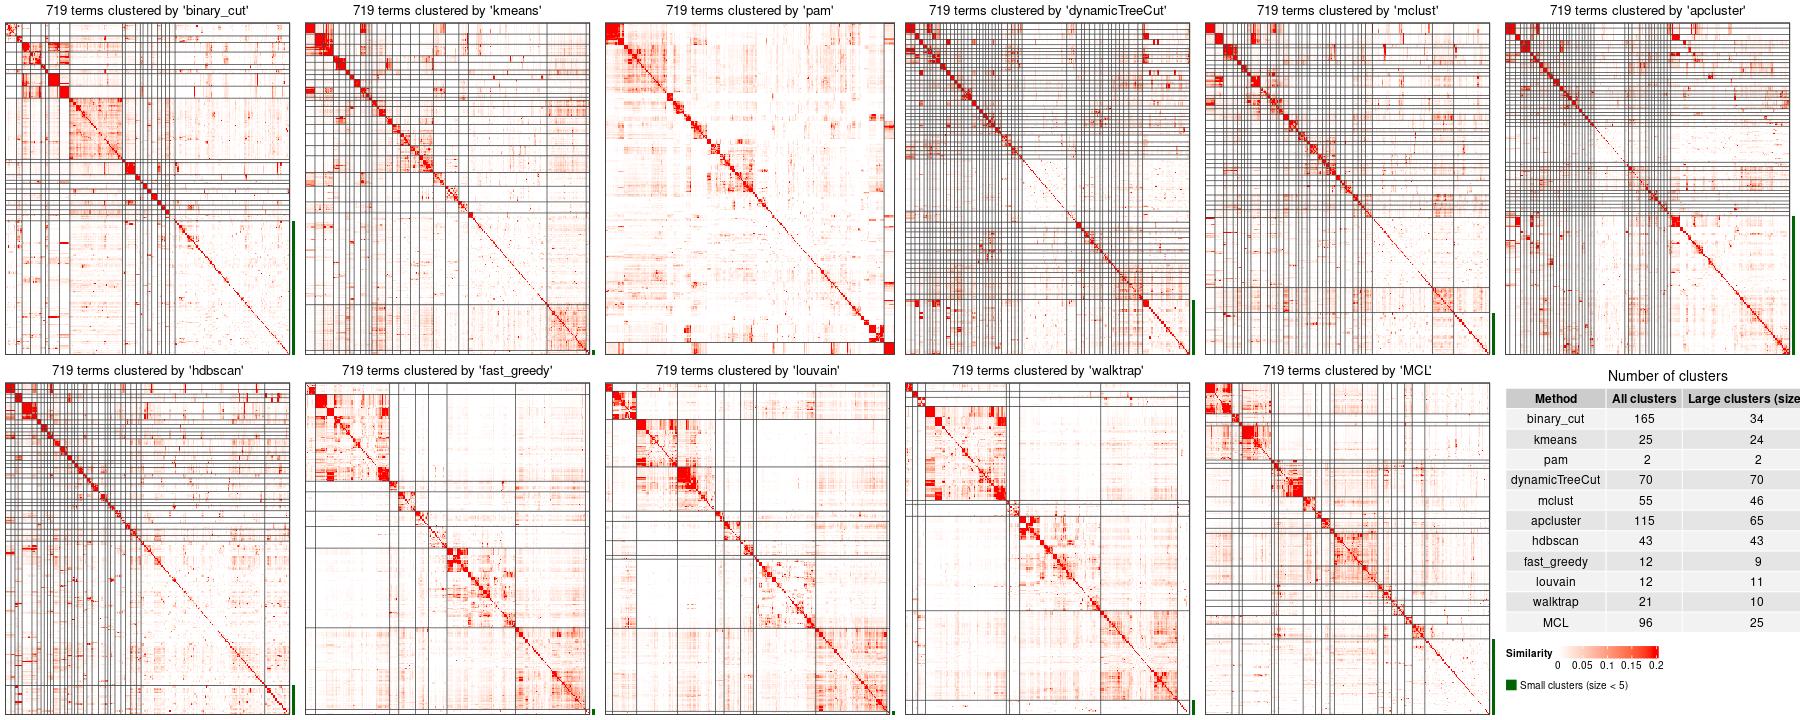 719 terms clustered by 'binary_cut'
719 terms clustered by 'kmeans'
719 terms clustered by 'pam'
719 terms clustered by 'dynamicTreeCut'
719 terms clustered by 'mclust'
719 terms clustered by 'apcluster'
719 terms clustered by 'hdbscan'
719 terms clustered by 'fast_greedy'
719 terms clustered by 'louvain'
719 terms clustered by 'walktrap'
719 terms clustered by 'MCL'
Number of clusters
Method All clusters Large clusters (size
binary_cut 165 34
kmeans 25 24
pam 2 2
dynamicTreeCut 70 70
mclust 55 46
apcluster 115 65
hdbscan 43 43
fast_greedy 12 9
louvain 12 11
walktrap 21 10
MCL 96 25
Similarity
0 0.05 0.1 0.15 0.2
Small clusters (size < 5)